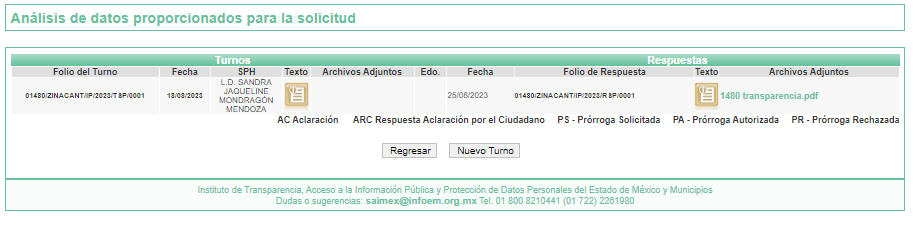 Análisis de datos proporcionados para la solicitud
Turnos Respuestas
Folio del Turno Fecha SPH Texto Archivos Adjuntos Edo. Fecha Folio de Respuesta Texto Archivos Adjuntos
01480/ZINACANT/IP/2023/TSP/0001 18/08/2023 L.D. SANDRA JAQUELINE MONDRAGÓN MENDOZA 25/08/2023 01480/ZINACANT/IP/2023/RSP/0001 1480 transparencia.pdf
AC Aclaración ARC Respuesta Aclaración por el Ciudadano PS - Prórroga Solicitada PA - Prórroga Autorizada PR - Prórroga Rechazada
Regresar Nuevo Turno
Instituto de Transparencia, Acceso a la Información Pública y Protección de Datos Personales del Estado de México y Municipios
Dudas o sugerencias: saimex@infoem.org.mx Tel. 01 800 8210441 (01 722) 2261980